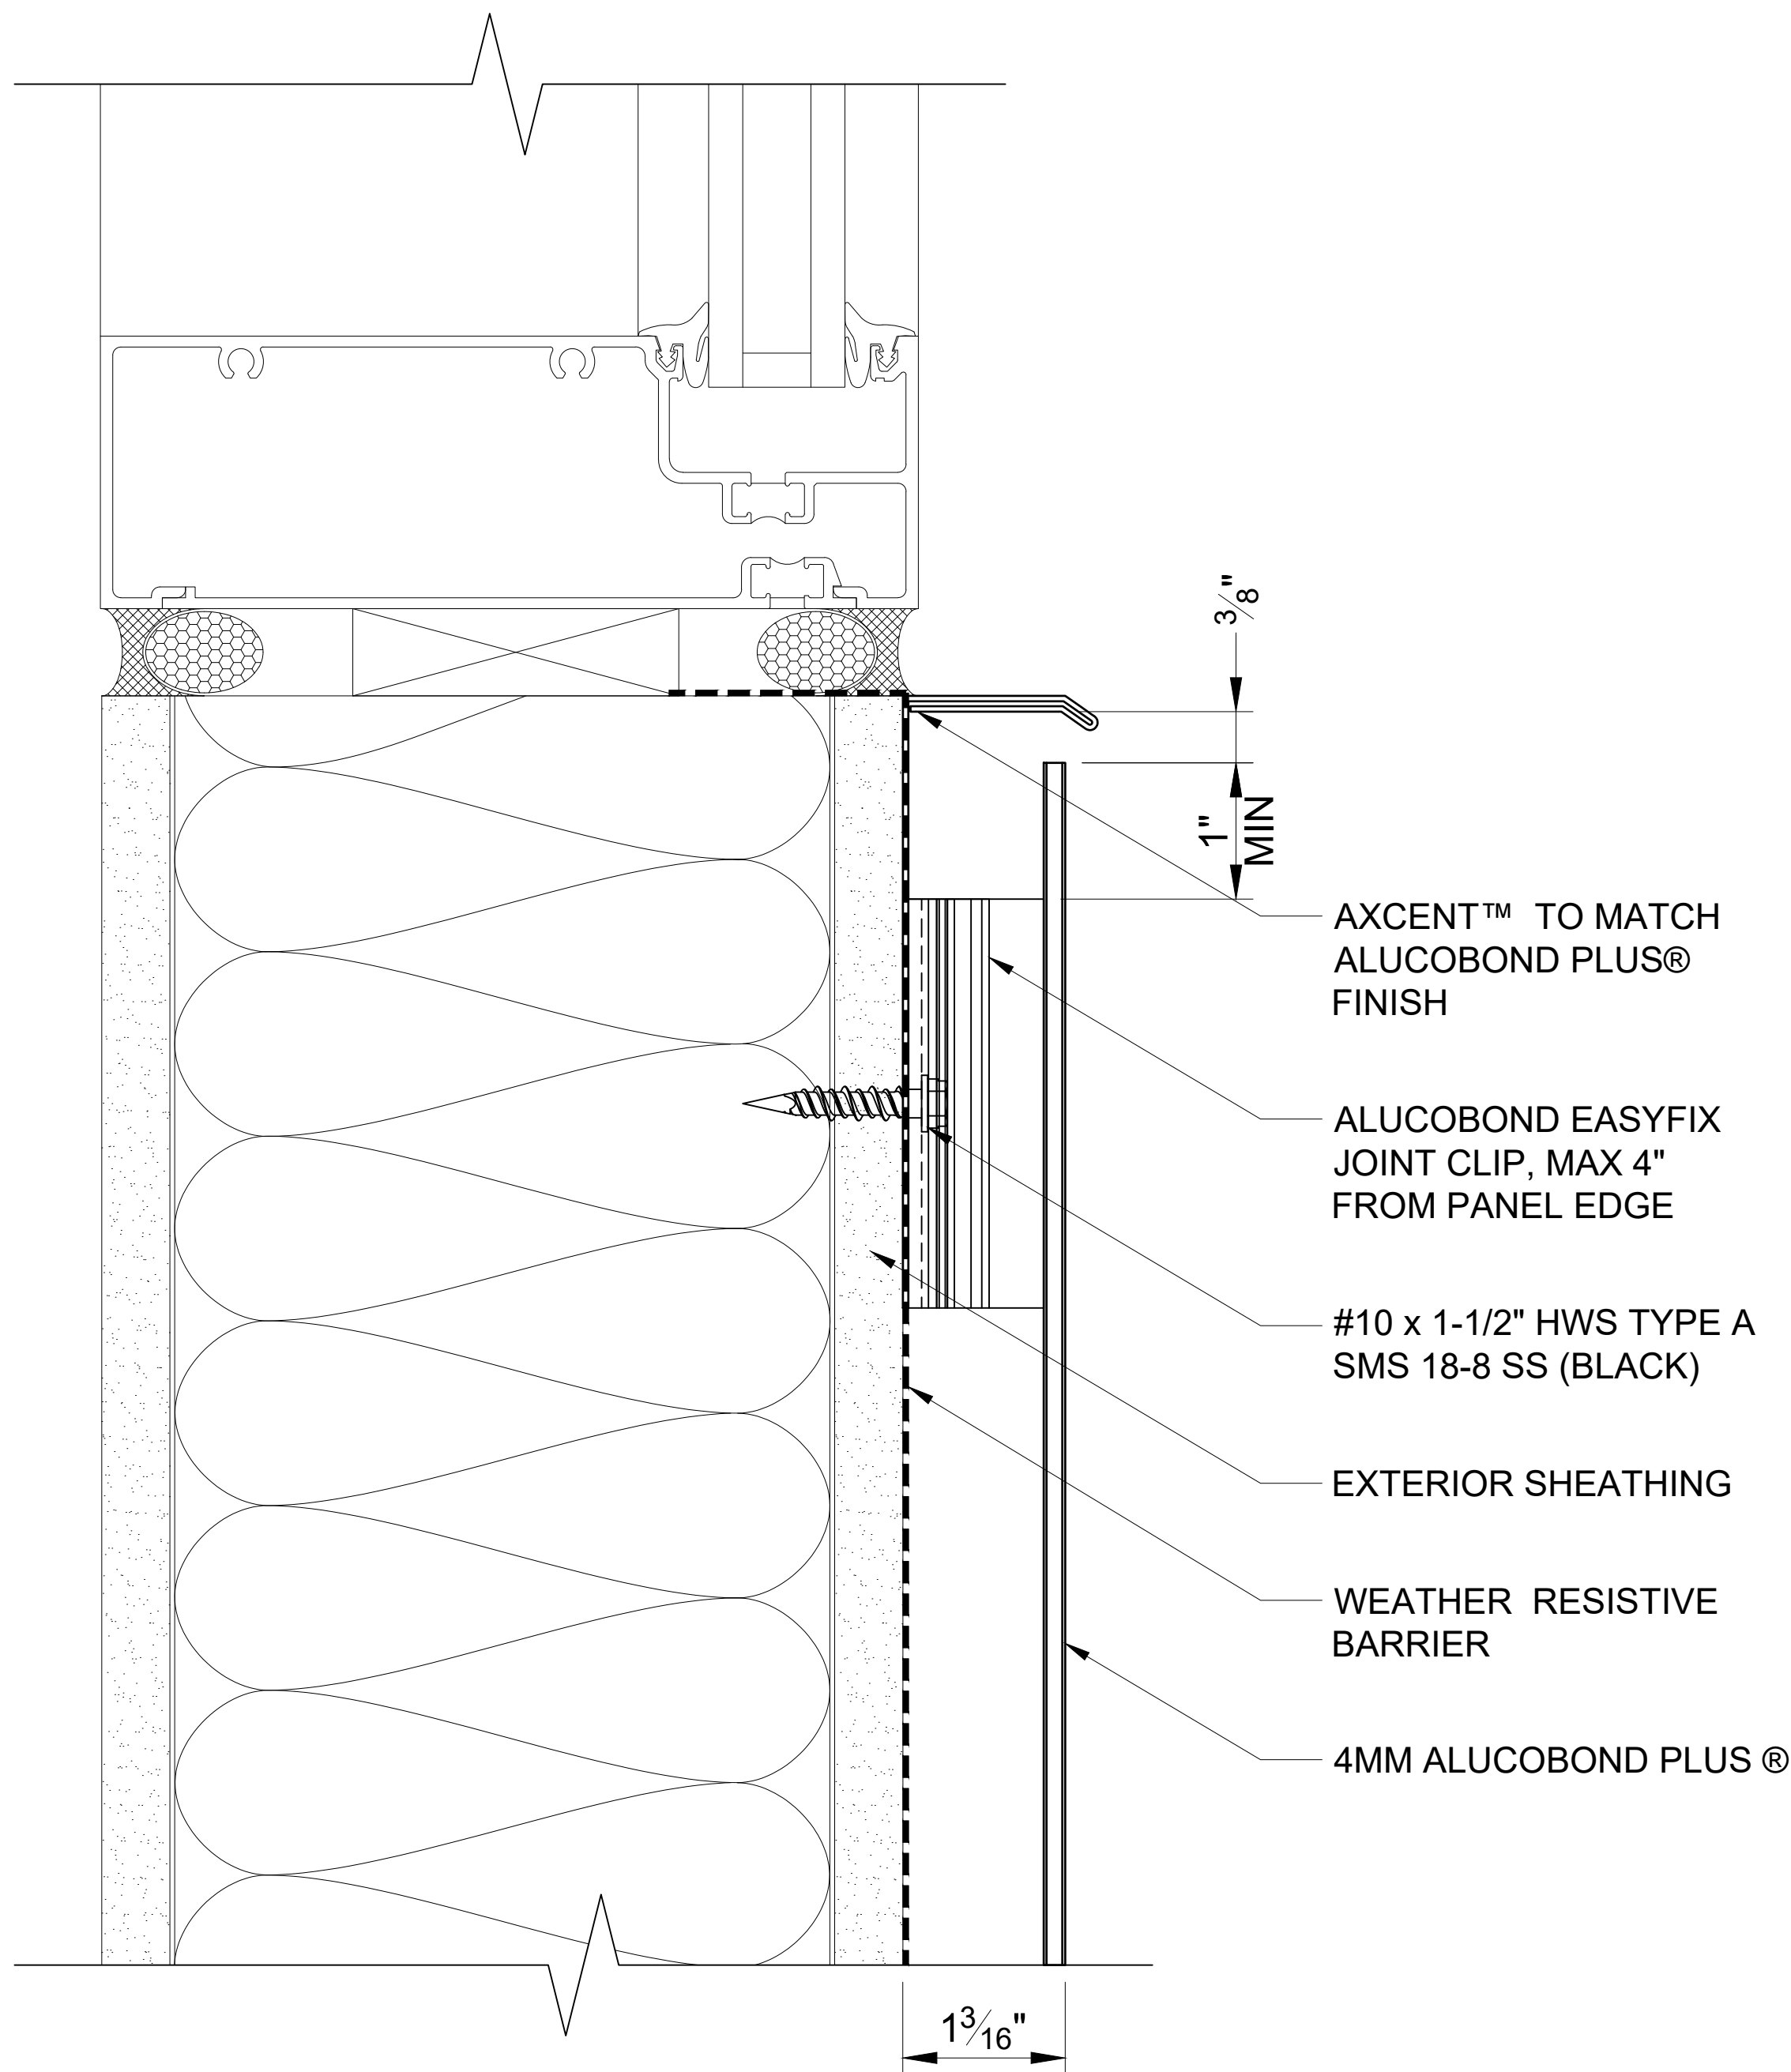 3/8"
1"
MIN
AXCENT™ TO MATCH
ALUCOBOND PLUS®
FINISH
ALUCOBOND EASYFIX
JOINT CLIP, MAX 4"
FROM PANEL EDGE
#10 x 1-1/2" HWS TYPE A
SMS 18-8 SS (BLACK)
EXTERIOR SHEATHING
WEATHER RESISTIVE
BARRIER
4MM ALUCOBOND PLUS ®
1 3/16"